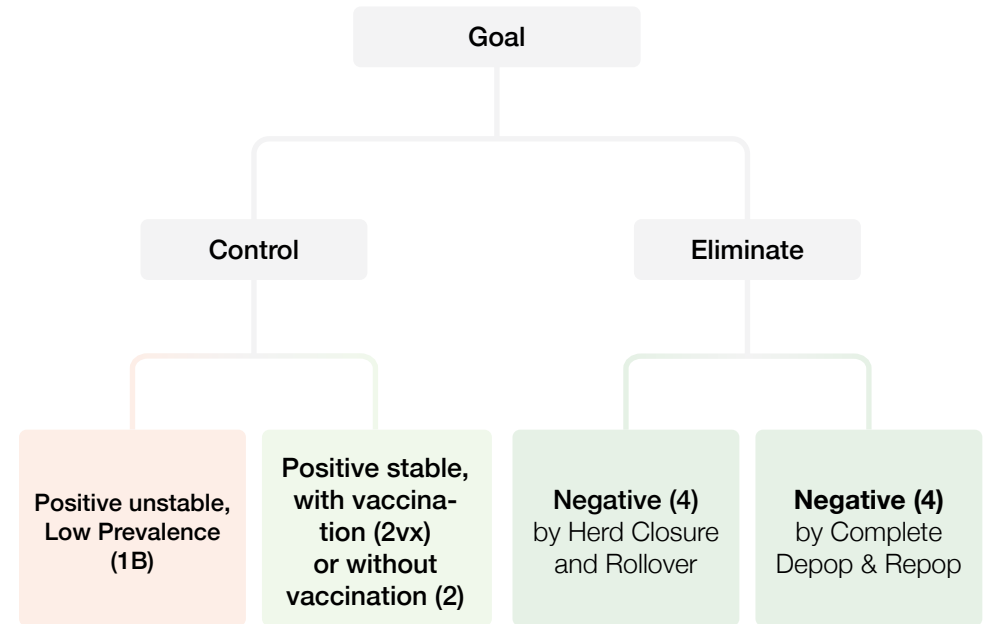 Goal
Control
Eliminate
Positive unstable,
Low Prevalence
(1B)
Positive stable,
with vaccina-
tion (2vx)
or without
vaccination (2)
Negative (4)
by Herd Closure
and Rollover
Negative (4)
by Complete
Depop & Repop